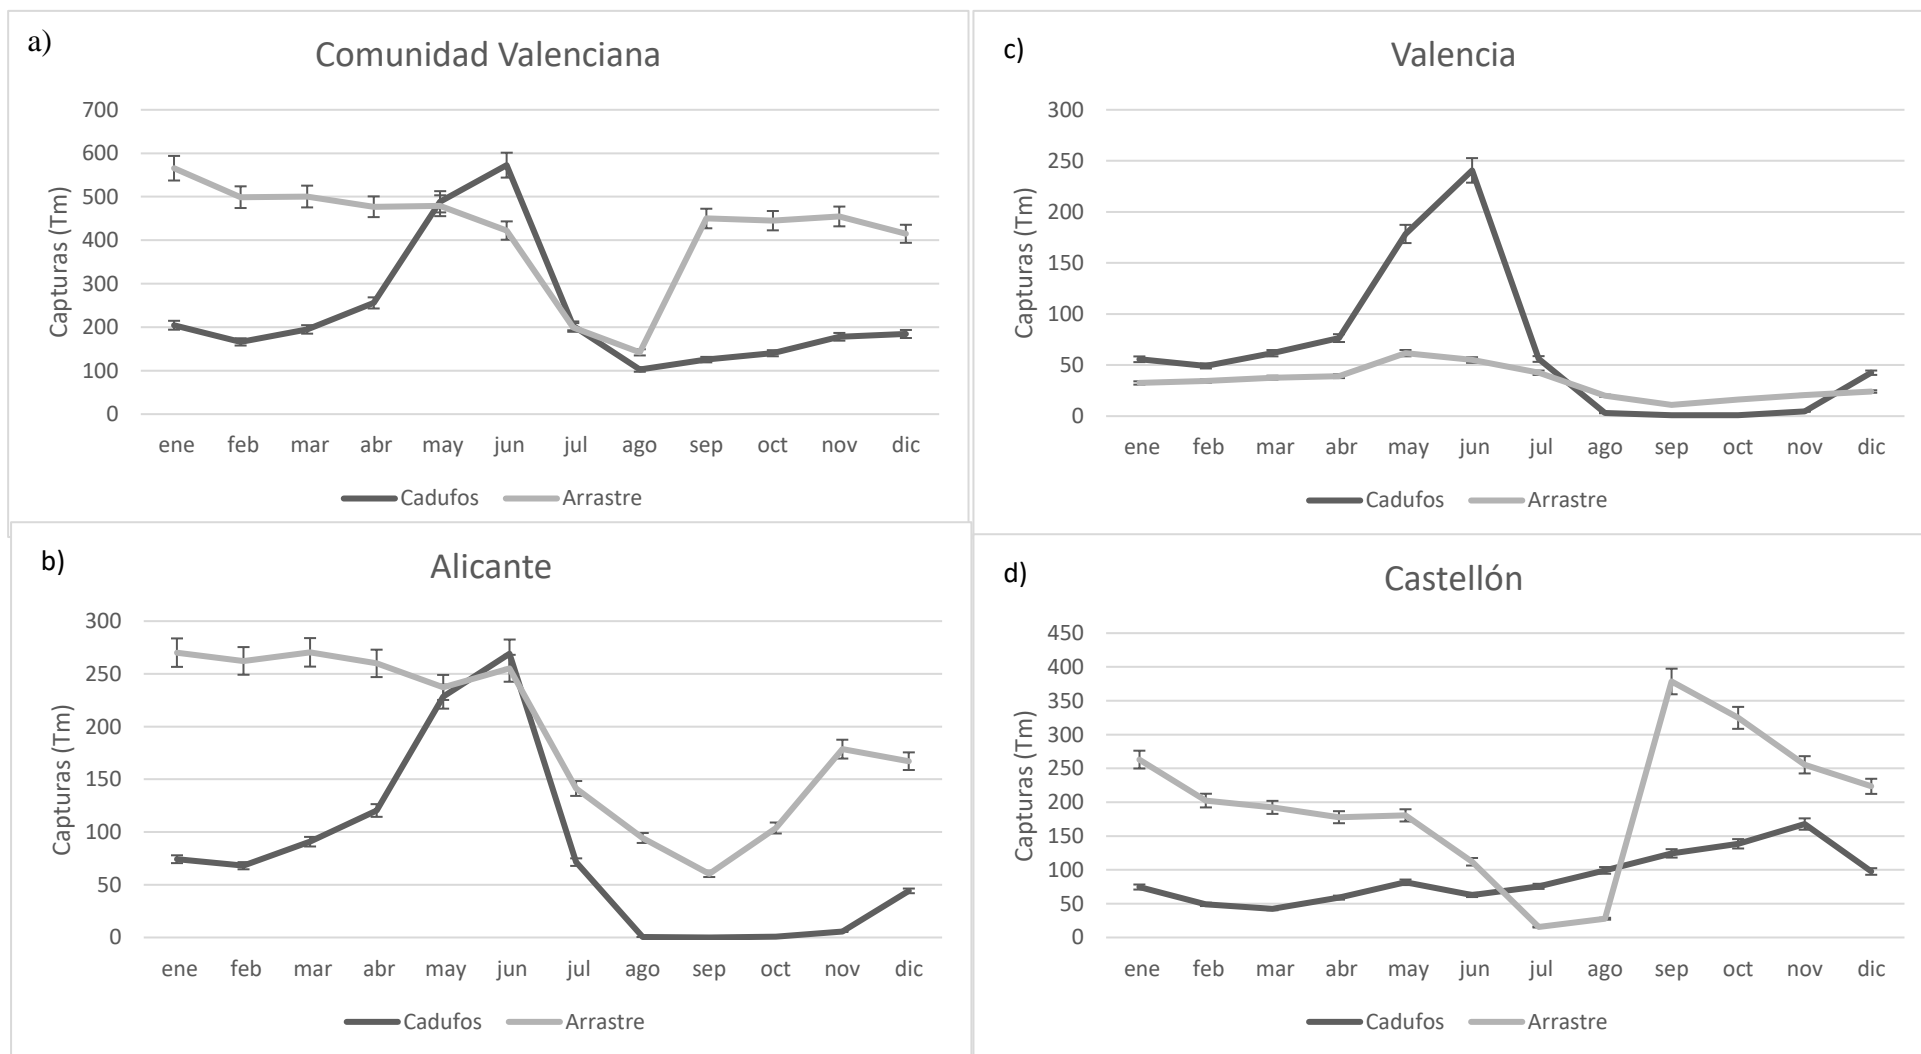 a)
Comunidad Valenciana
Capturas (Tm)
700
600
500
400
300
200
100
0
ene feb mar abr may jun jul ago sep oct nov dic
Cadufos Arrastre
b)
Alicante
Capturas (Tm)
300
250
200
150
100
50
0
ene feb mar abr may jun jul ago sep oct nov dic
Cadufos Arrastre
c)
Valencia
Capturas (Tm)
300
250
200
150
100
50
0
ene feb mar abr may jun jul ago sep oct nov dic
Cadufos Arrastre
d)
Castellón
Capturas (Tm)
450
400
350
300
250
200
150
100
50
0
ene feb mar abr may jun jul ago sep oct nov dic
Cadufos Arrastre